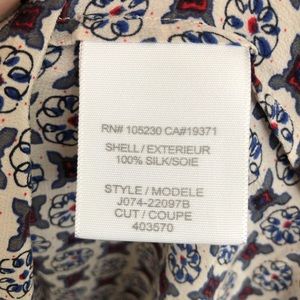 RN# 105230 CA#19371
SHELL / EXTERIEUR
100% SILK/SOIE
STYLE / MODELE
J074-22097B
CUT / COUPE
403570